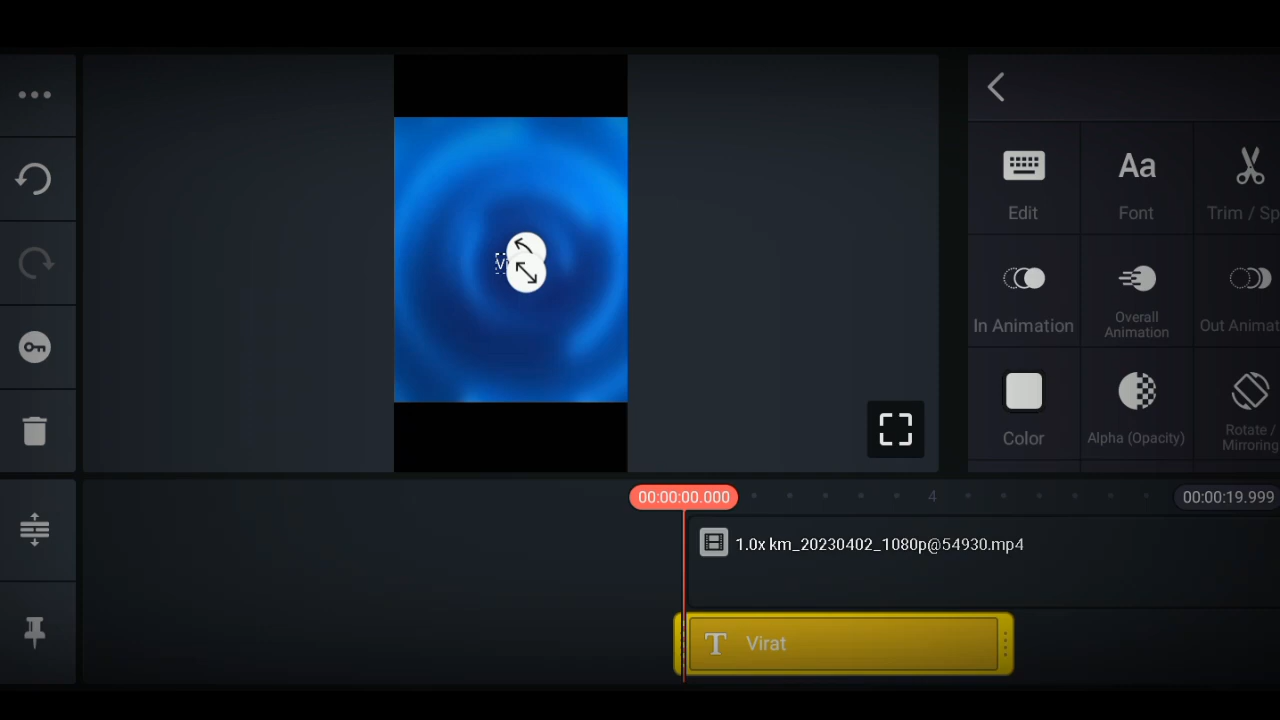 Edit
Aa
Font
Trim / Sp
In Animation
Overall
Animation
Out Animat
Color
Alpha (Opacity)
Rotate /
Mirroring
V
00:00:00.000
4
00:00:19.999
1.0x km_20230402_1080p@54930.mp4
T Virat